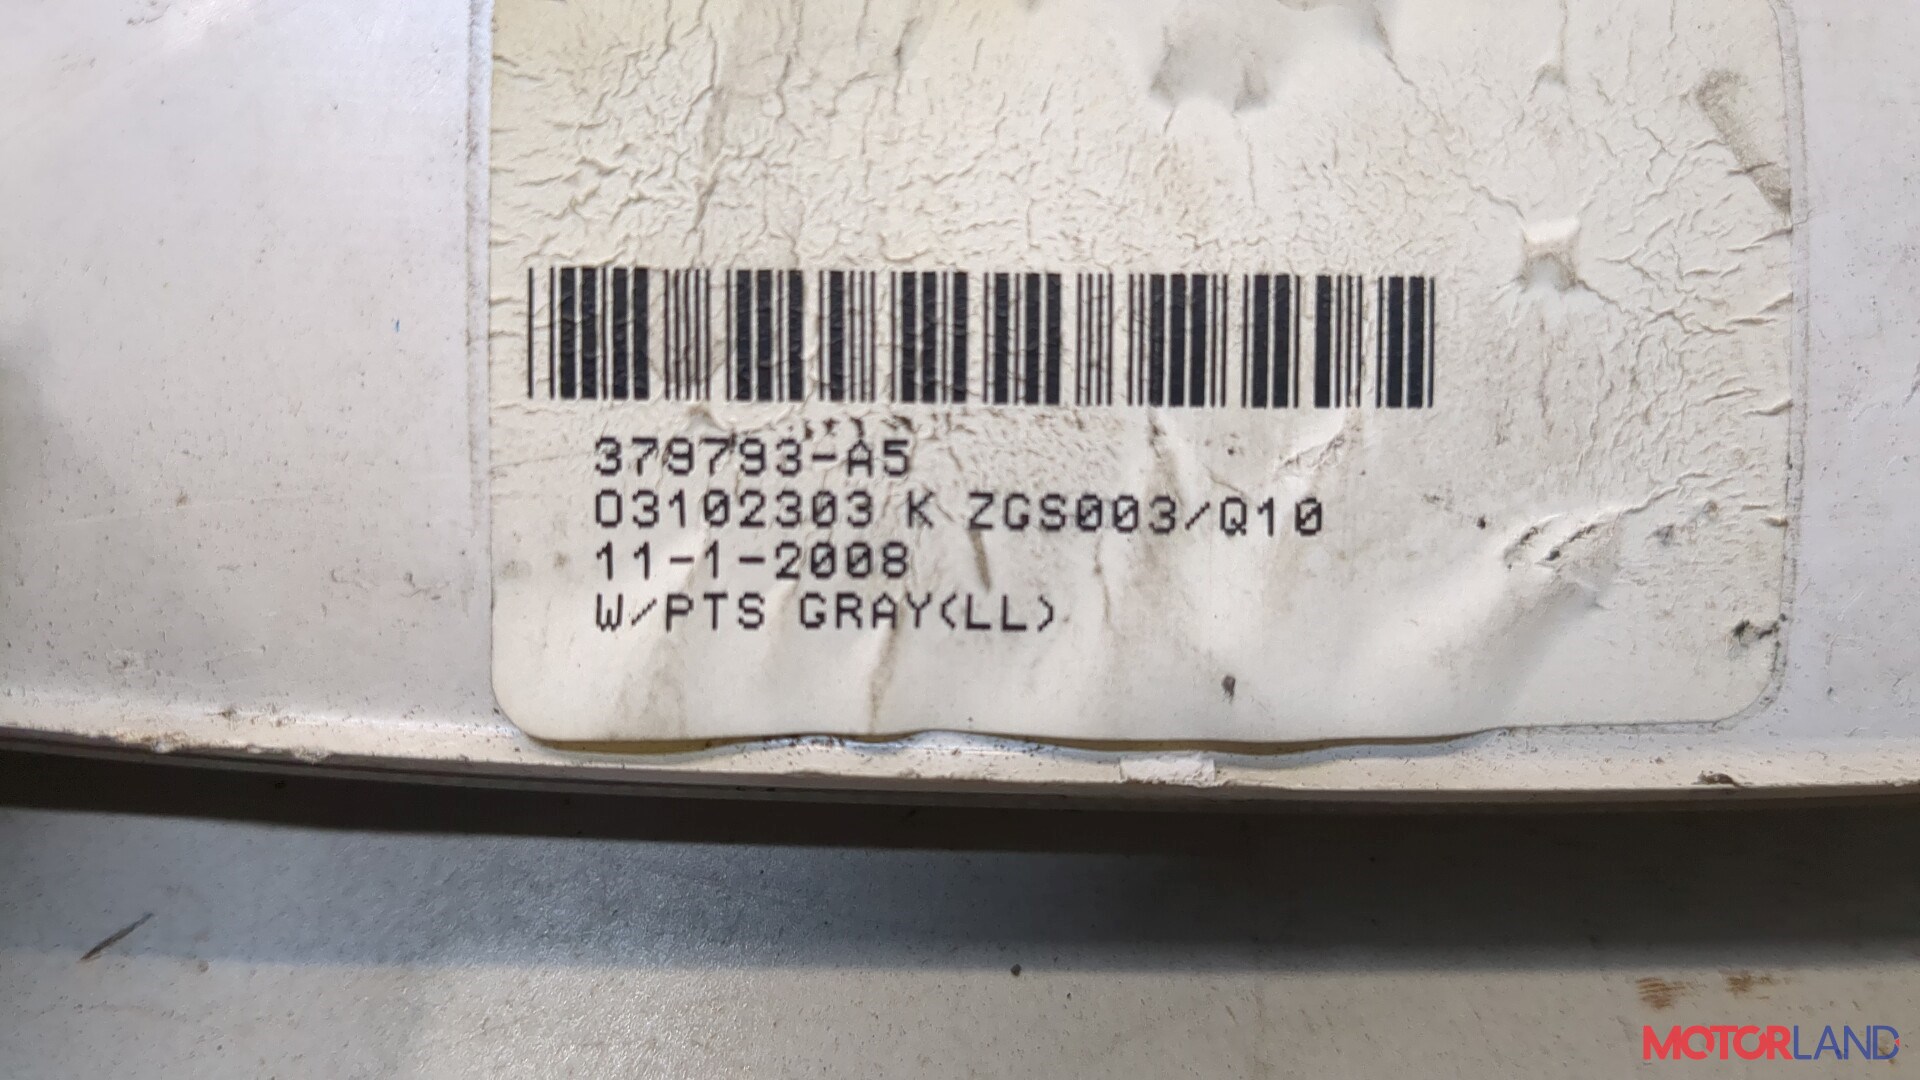 379793-A5
03102303 K ZGS003/Q10
11-1-2008
W/PTS GRAY(LL)
MOTORLAND